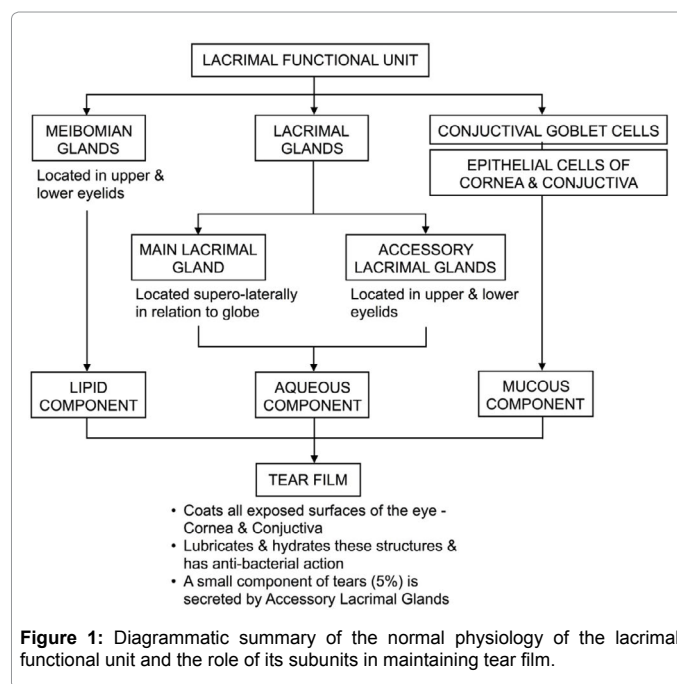 LACRIMAL FUNCTIONAL UNIT
MEIBOMIAN
GLANDS
Located in upper &
lower eyelids
LACRIMAL
GLANDS
CONJUCTIVAL GOBLET CELLS
EPITHELIAL CELLS OF
CORNEA & CONJUCTIVA
MAIN LACRIMAL
GLAND
Located supero-laterally
in relation to globe
ACCESSORY
LACRIMAL GLANDS
Located in upper & lower
eyelids
LIPID
COMPONENT
AQUEOUS
COMPONENT
MUCOUS
COMPONENT
TEAR FILM
• Coats all exposed surfaces of the eye -
Cornea & Conjuctiva
• Lubricates & hydrates these structures &
has anti-bacterial action
• A small component of tears (5%) is
secreted by Accessory Lacrimal Glands
Figure 1: Diagrammatic summary of the normal physiology of the lacrimal
functional unit and the role of its subunits in maintaining tear film.